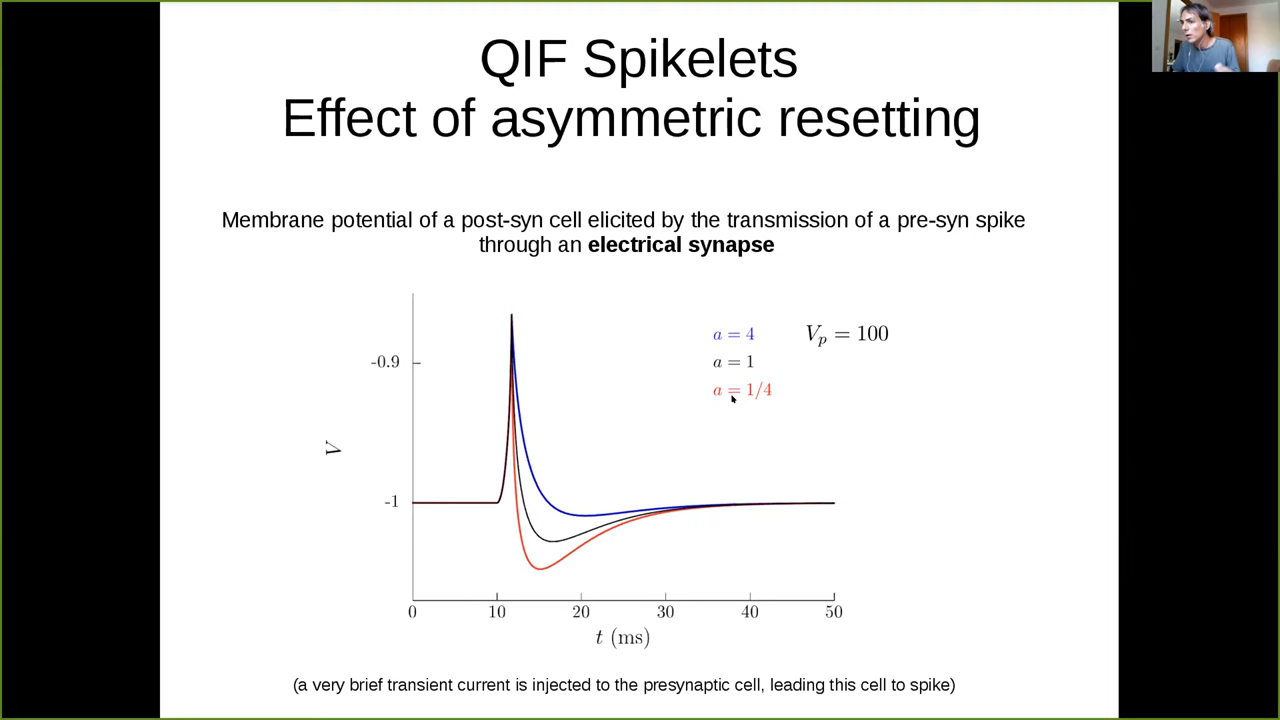 QIF Spikelets
Effect of asymmetric resetting
Membrane potential of a post-syn cell elicited by the transmission of a pre-syn spike
through an electrical synapse
a = 4
V_p = 100
a = 1
a = 1/4
-0.9
V
-1
0 10 20 30 40 50
t (ms)
(a very brief transient current is injected to the presynaptic cell, leading this cell to spike)